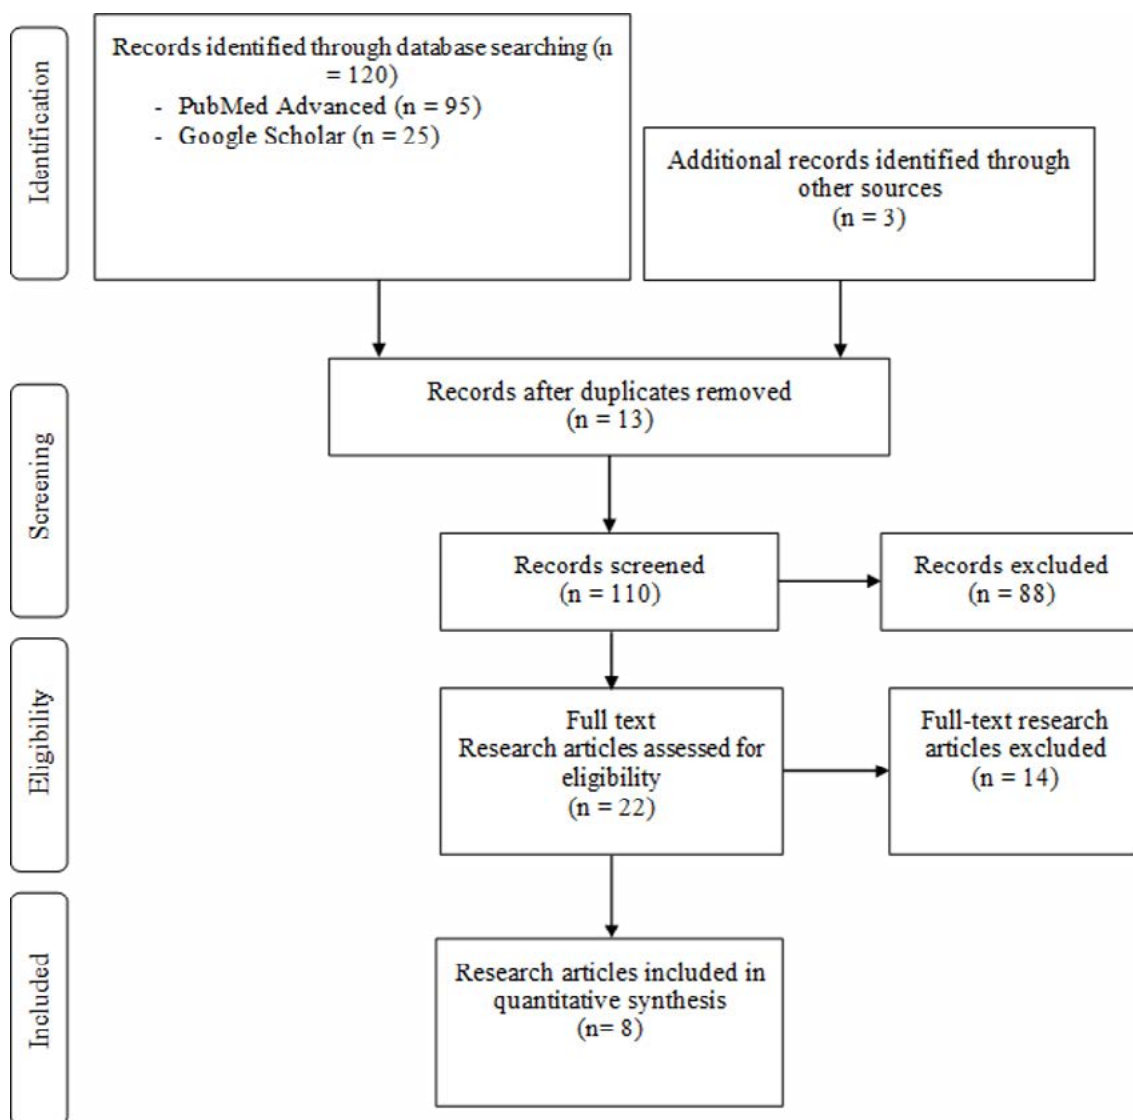 Identification
Records identified through database searching (n
= 120)
- PubMed Advanced (n = 95)
- Google Scholar (n = 25)
Additional records identified through
other sources
(n = 3)
Screening
Records after duplicates removed
(n = 13)
Records screened
(n = 110)
Records excluded
(n = 88)
Eligibility
Full text
Research articles assessed for
eligibility
(n = 22)
Full-text research
articles excluded
(n = 14)
Included
Research articles included in
quantitative synthesis
(n= 8)